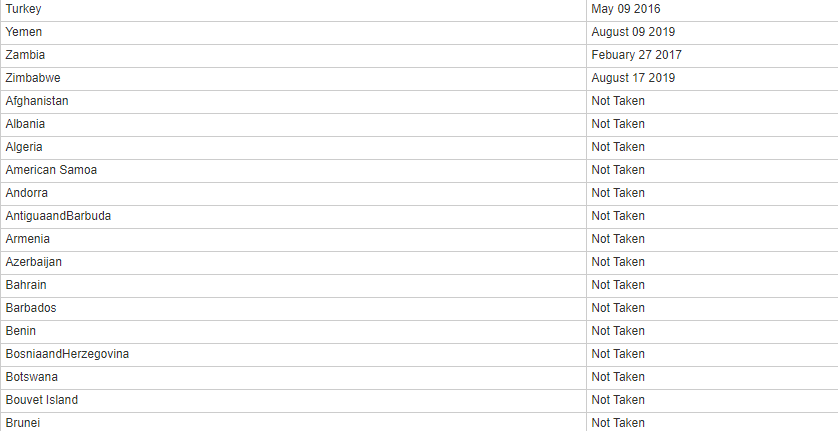 Turkey May 09 2016
Yemen August 09 2019
Zambia Febuary 27 2017
Zimbabwe August 17 2019
Afghanistan Not Taken
Albania Not Taken
Algeria Not Taken
American Samoa Not Taken
Andorra Not Taken
AntiguaandBarbuda Not Taken
Armenia Not Taken
Azerbaijan Not Taken
Bahrain Not Taken
Barbados Not Taken
Benin Not Taken
BosniaandHerzegovina Not Taken
Botswana Not Taken
Bouvet Island Not Taken
Brunei Not Taken